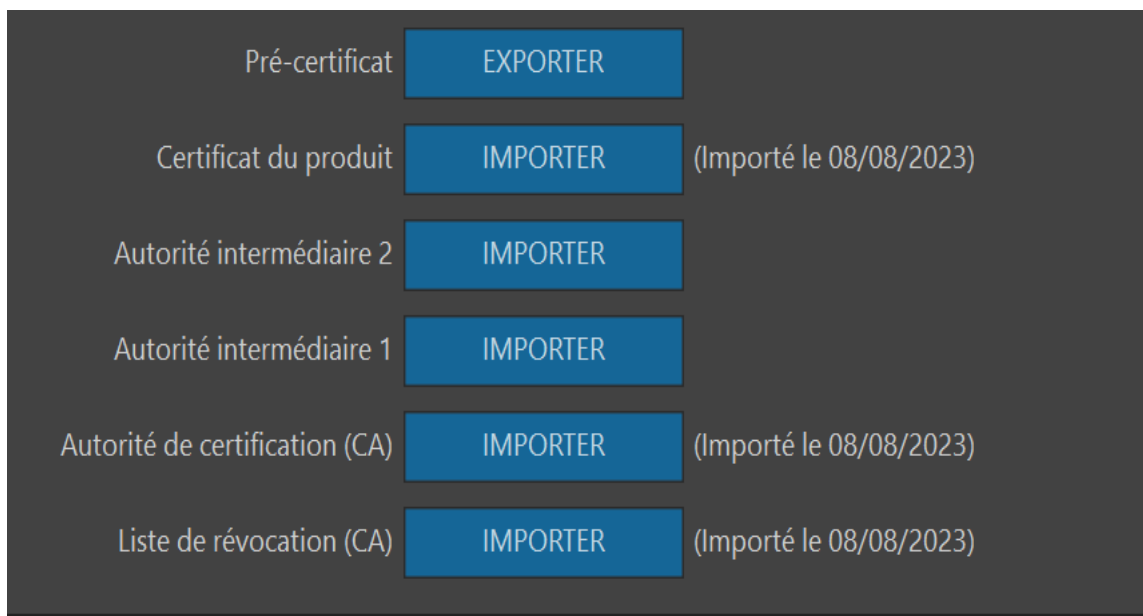 Pré-certificat EXPORTER
Certificat du produit IMPORTER (Importé le 08/08/2023)
Autorité intermédiaire 2 IMPORTER
Autorité intermédiaire 1 IMPORTER
Autorité de certification (CA) IMPORTER (Importé le 08/08/2023)
Liste de révocation (CA) IMPORTER (Importé le 08/08/2023)